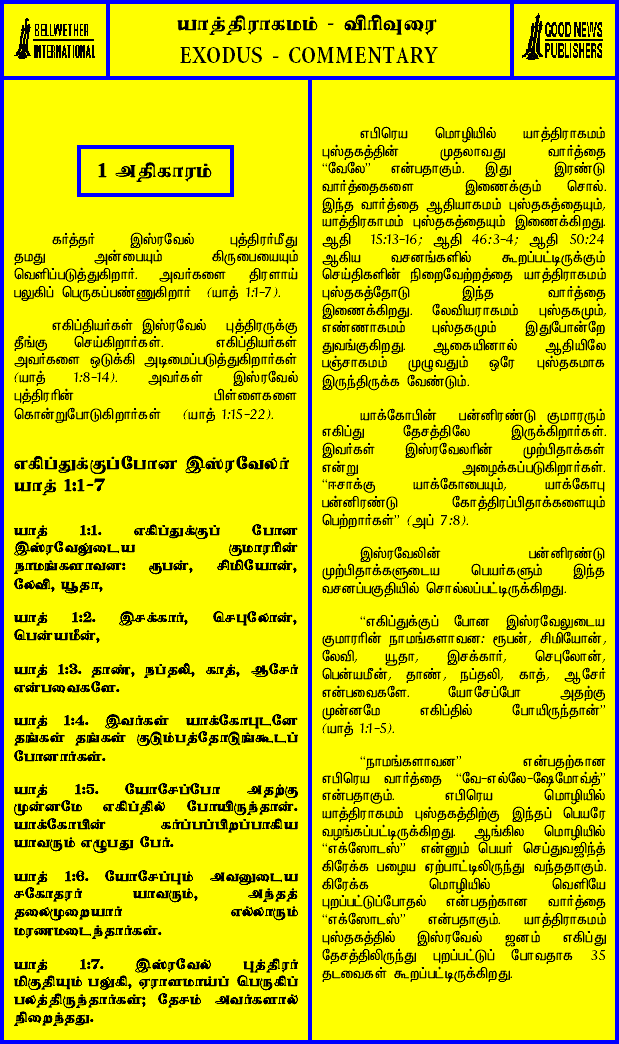 BELLWETHER
INTERNATIONAL
யாத்திராகமம் - விரிவுரை
EXODUS - COMMENTARY
GOOD NEWS
PUBLISHERS
1 அதிகாரம்
கர்த்தர் இஸ்ரவேல் புத்திரர்மீது
தமது அன்பையும் கிருபையையும்
வெளிப்படுத்துகிறார். அவர்களை திரளாய்
பலுகிப் பெருகப்பண்ணுகிறார் (யாத் 1:1-7).
எகிப்தியர்கள் இஸ்ரவேல் புத்திரருக்கு
தீங்கு செய்கிறார்கள். எகிப்தியர்கள்
அவர்களை ஒடுக்கி அடிமைப்படுத்துகிறார்கள்
(யாத் 1:8-14). அவர்கள் இஸ்ரவேல்
புத்திரரின் பிள்ளைகளை
கொன்றுபோடுகிறார்கள் (யாத் 1:15-22).
எகிப்துக்குப்போன இஸ்ரவேலர்
யாத் 1:1-7
யாத் 1:1. எகிப்துக்குப் போன
இஸ்ரவேலுடைய குமாரரின்
நாமங்களாவன: ரூபன், சிமியோன்,
லேவி, யூதா,
யாத் 1:2. இசக்கார், செபுலோன்,
பென்யமீன்,
யாத் 1:3. தாண், நப்தலி, காத், ஆசேர்
என்பவைகளே.
யாத் 1:4. இவர்கள் யாக்கோபுடனே
தங்கள் தங்கள் குடும்பத்தோடுங்கூடப்
போனார்கள்.
யாத் 1:5. யோசேப்போ அதற்கு
முன்னமே எகிப்தில் போயிருந்தான்.
யாக்கோபின் கர்ப்பப்பிறப்பாகிய
யாவரும் எழுபது பேர்.
யாத் 1:6. யோசேப்பும் அவனுடைய
சகோதரர் யாவரும், அந்தத்
தலைமுறையார் எல்லாரும்
மரணமடைந்தார்கள்.
யாத் 1:7. இஸ்ரவேல் புத்திரர்
மிகுதியும் பலுகி, ஏராளமாய்ப் பெருகிப்
பலத்திருந்தார்கள்; தேசம் அவர்களால்
நிறைந்தது.
எபிரெய மொழியில் யாத்திராகமம்
புஸ்தகத்தின் முதலாவது வார்த்தை
"வேலே" என்பதாகும். இது இரண்டு
வார்த்தைகளை இணைக்கும் சொல்.
இந்த வார்த்தை ஆதியாகமம் புஸ்தகத்தையும்,
யாத்திரகாமம் புஸ்தகத்தையும் இணைக்கிறது.
ஆதி 15:13-16; ஆதி 46:3-4; ஆதி 50:24
ஆகிய வசனங்களில் கூறப்பட்டிருக்கும்
செய்திகளின் நிறைவேற்றத்தை யாத்திராகமம்
புஸ்தகத்தோடு இந்த வார்த்தை
இணைக்கிறது. லேவியராகமம் புஸ்தகமும்,
எண்ணாகமம் புஸ்தகமும் இதுபோன்றே
துவங்குகிறது. ஆகையினால் ஆதியிலே
பஞ்சாகமம் முழுவதும் ஒரே புஸ்தகமாக
இருந்திருக்க வேண்டும்.
யாக்கோபின் பன்னிரண்டு குமாரரும்
எகிப்து தேசத்திலே இருக்கிறார்கள்.
இவர்கள் இஸ்ரவேலரின் முற்பிதாக்கள்
என்று அழைக்கப்படுகிறார்கள்.
"ஈசாக்கு யாக்கோபையும், யாக்கோபு
பன்னிரண்டு கோத்திரப்பிதாக்களையும்
பெற்றார்கள்" (அப் 7:8).
இஸ்ரவேலின் பன்னிரண்டு
முற்பிதாக்களுடைய பெயர்களும் இந்த
வசனப்பகுதியில் சொல்லப்பட்டிருக்கிறது.
"எகிப்துக்குப் போன இஸ்ரவேலுடைய
குமாரரின் நாமங்களாவன: ரூபன், சிமியோன்,
லேவி, யூதா, இசக்கார், செபுலோன்,
பென்யமீன், தாண், நப்தலி, காத், ஆசேர்
என்பவைகளே. யோசேப்போ அதற்கு
முன்னமே எகிப்தில் போயிருந்தான்"
(யாத் 1:1-5).
"நாமங்களாவன" என்பதற்கான
எபிரெய வார்த்தை "வே-எல்லே-ஷேமோவ்த்"
என்பதாகும். எபிரெய மொழியில்
யாத்திராகமம் புஸ்தகத்திற்கு இந்தப் பெயரே
வழங்கப்பட்டிருக்கிறது. ஆங்கில மொழியில்
"எக்ஸோடஸ்" என்னும் பெயர் செப்துவஜிந்த்
கிரேக்க பழைய ஏற்பாட்டிலிருந்து வந்ததாகும்.
கிரேக்க மொழியில் வெளியே
புறப்பட்டுப்போதல் என்பதற்கான வார்த்தை
"எக்ஸோடஸ்" என்பதாகும். யாத்திராகமம்
புஸ்தகத்தில் இஸ்ரவேல் ஜனம் எகிப்து
தேசத்திலிருந்து புறப்பட்டுப் போவதாக 35
தடவைகள் கூறப்பட்டிருக்கிறது.